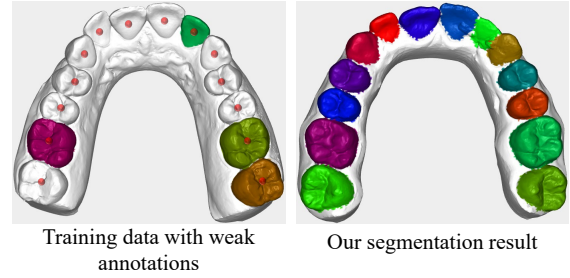 Training data with weak
annotations
Our segmentation result